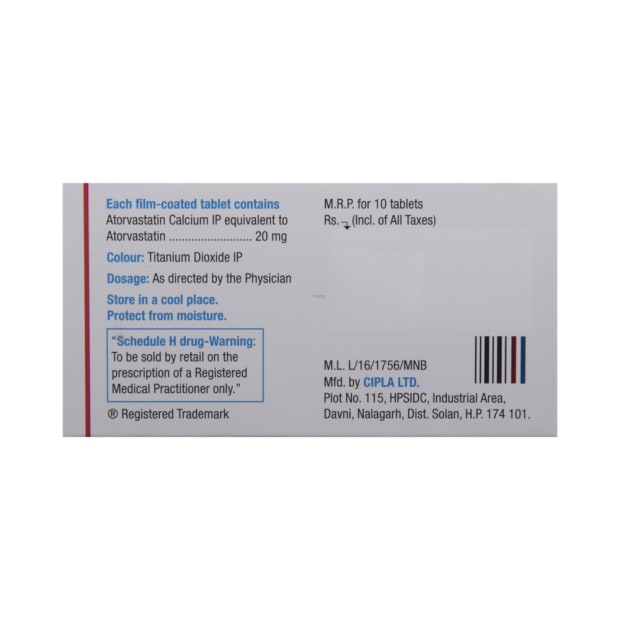 Each film-coated tablet contains
Atorvastatin Calcium IP equivalent to
Atorvastatin .......................... 20 mg
Colour: Titanium Dioxide IP
Dosage: As directed by the Physician
Store in a cool place.
Protect from moisture.
"Schedule H drug-Warning:
To be sold by retail on the
prescription of a Registered
Medical Practitioner only."
® Registered Trademark
M.R.P. for 10 tablets
Rs. (Incl. of All Taxes)
M.L. L/16/1756/MNB
Mfd. by CIPLA LTD.
Plot No. 115, HPSIDC, Industrial Area,
Davni, Nalagarh, Dist. Solan, H.P. 174 101.